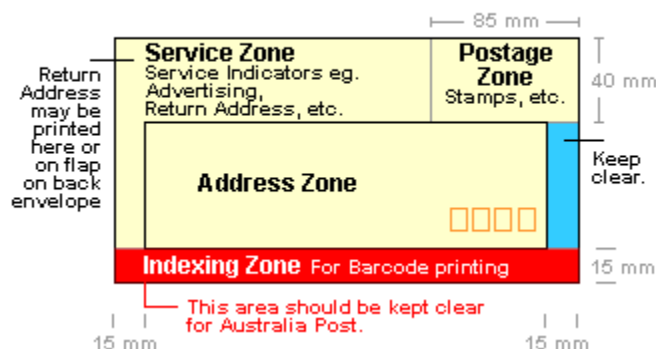 85 mm
Service Zone
Service Indicators eg.
Advertising,
Return Address, etc.
Postage
Zone
Stamps, etc.
40 mm
Return
Address
may be
printed
here or
on flap
on back
envelope
Keep
clear.
Address Zone
Indexing Zone For Barcode printing
15 mm
This area should be kept clear
for Australia Post.
15 mm
15 mm